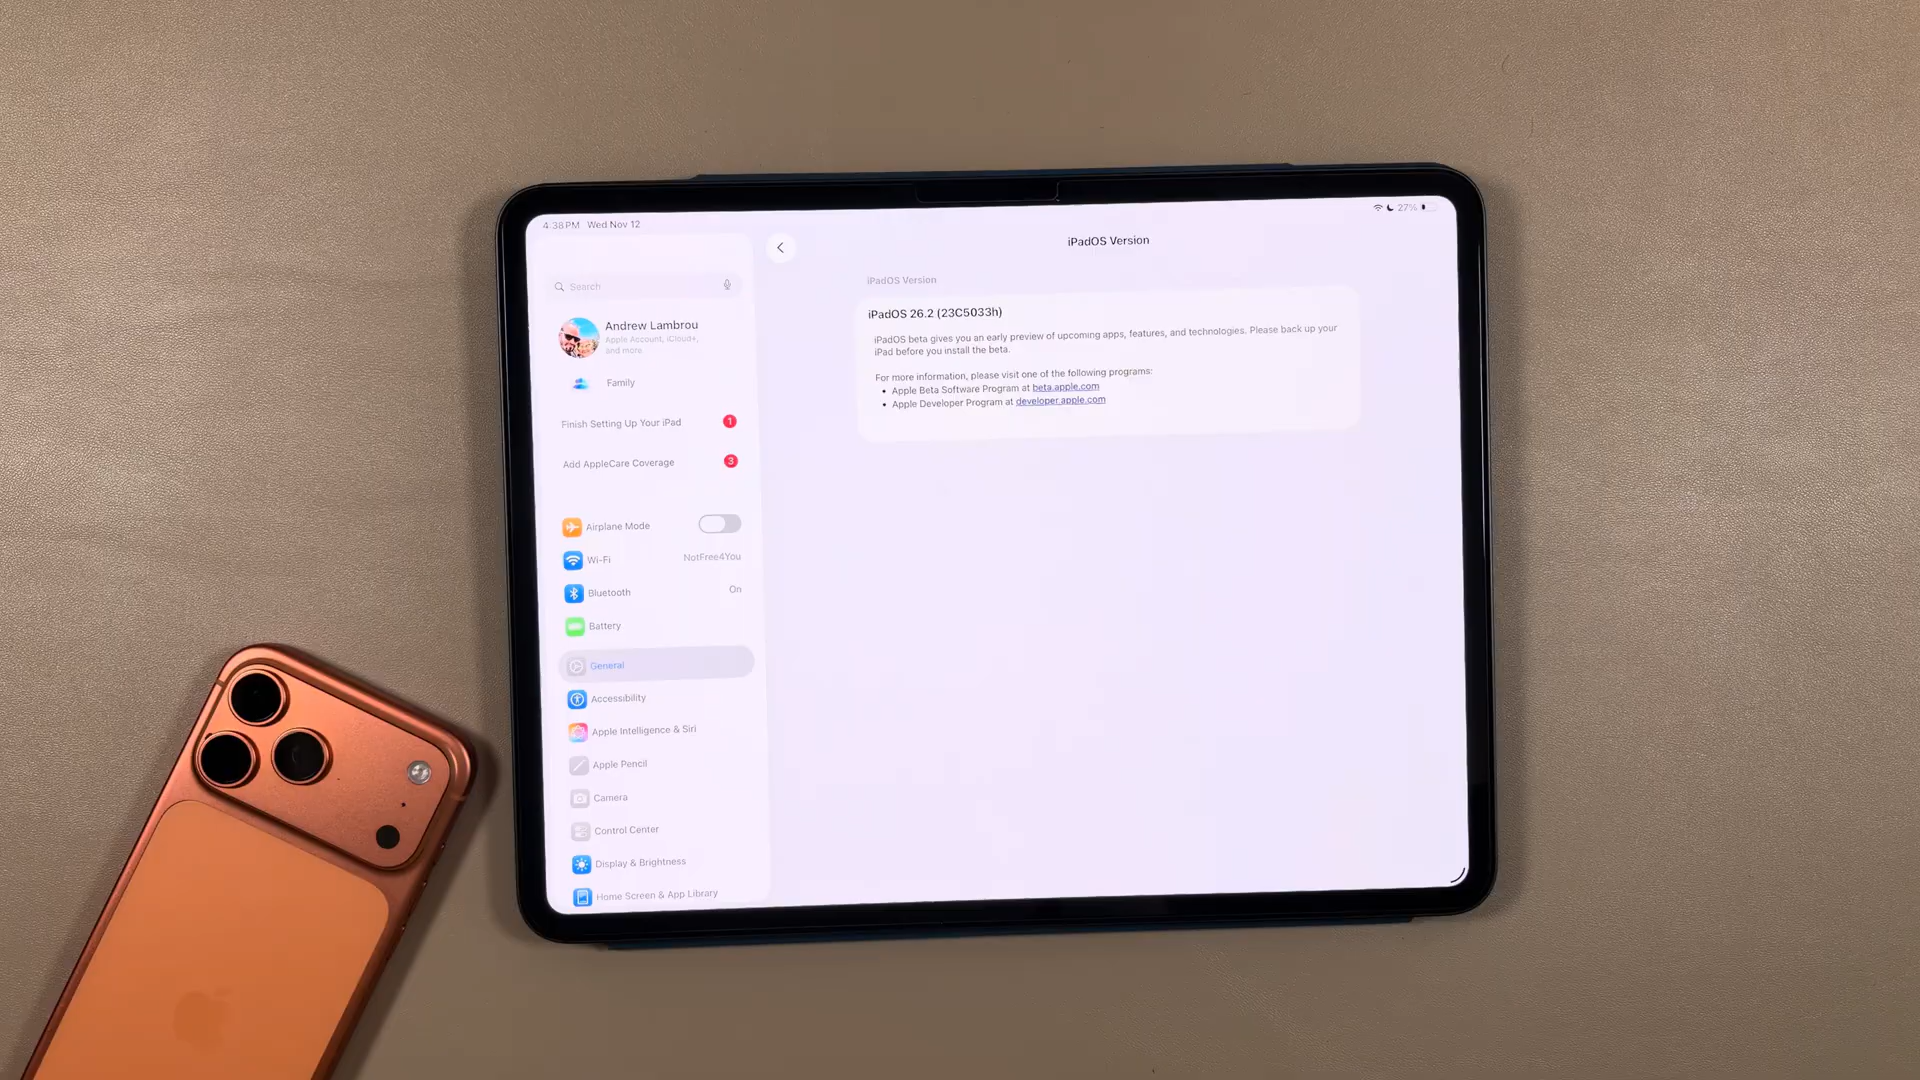 4:38 PM Wed Nov 12
27%
Search
Andrew Lambrou
Apple Account, iCloud+,
and more
Family
Finish Setting Up Your iPad
1
Add AppleCare Coverage
3
Airplane Mode
Wi-Fi
NotFree4You
Bluetooth
On
Battery
General
Accessibility
Apple Intelligence & Siri
Apple Pencil
Camera
Control Center
Display & Brightness
Home Screen & App Library
iPadOS Version
iPadOS Version
iPadOS 26.2 (23C5033h)
iPadOS beta gives you an early preview of upcoming apps, features, and technologies. Please back up your
iPad before you install the beta.
For more information, please visit one of the following programs:
• Apple Beta Software Program at beta.apple.com
• Apple Developer Program at developer.apple.com